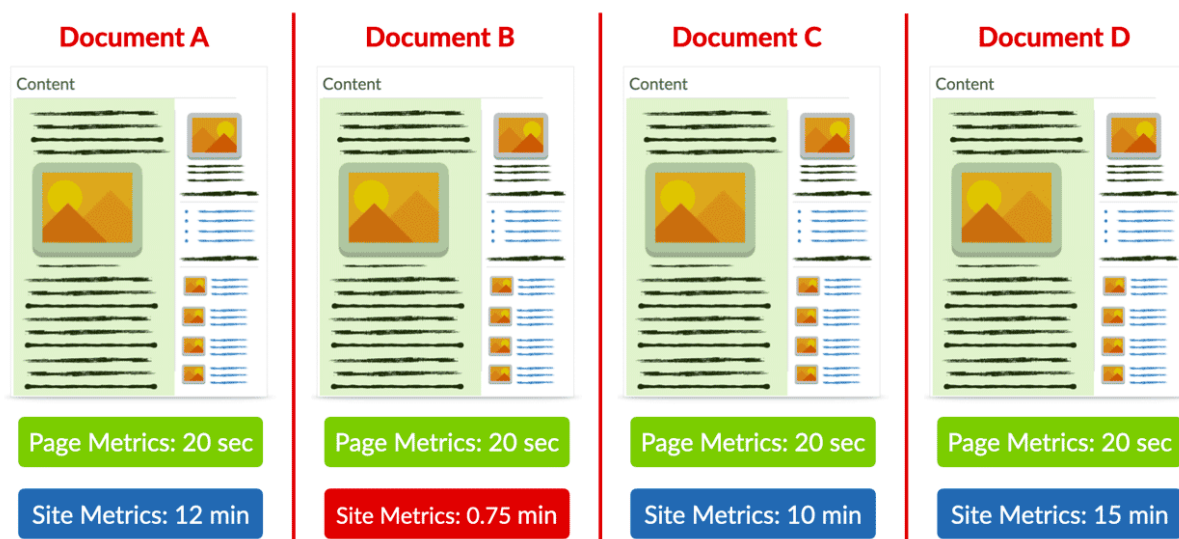 Document A
Content
Page Metrics: 20 sec
Site Metrics: 12 min
Document B
Content
Page Metrics: 20 sec
Site Metrics: 0.75 min
Document C
Content
Page Metrics: 20 sec
Site Metrics: 10 min
Document D
Content
Page Metrics: 20 sec
Site Metrics: 15 min